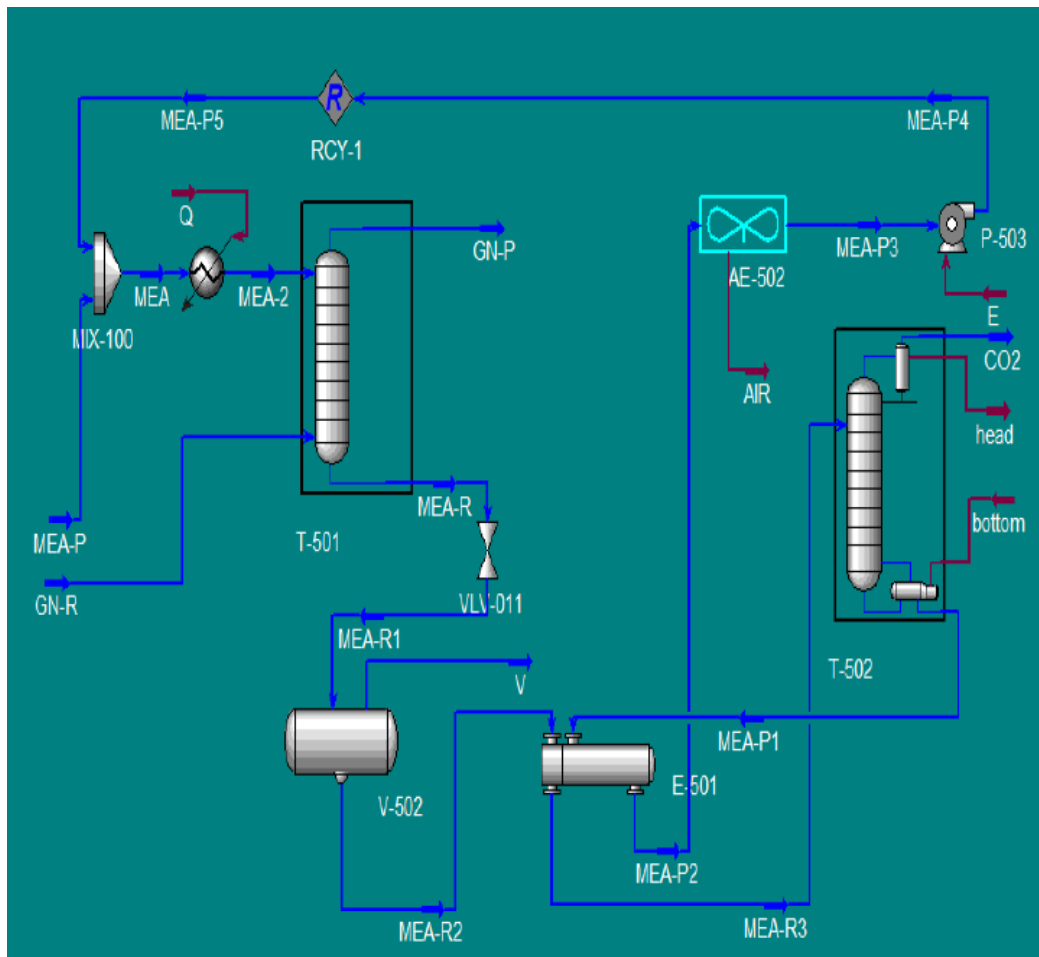 MEA-P5
MEA-P4
R
RCY-1
Q
GN-P
MEA-P3
P-503
MEA
MEA-2
AE-502
MIX-100
E
CO2
AIR
head
MEA-R
bottom
MEA-P
T-501
GN-R
VLV-011
MEA-R1
T-502
V
MEA-P1
E-501
V-502
MEA-P2
MEA-R2
MEA-R3